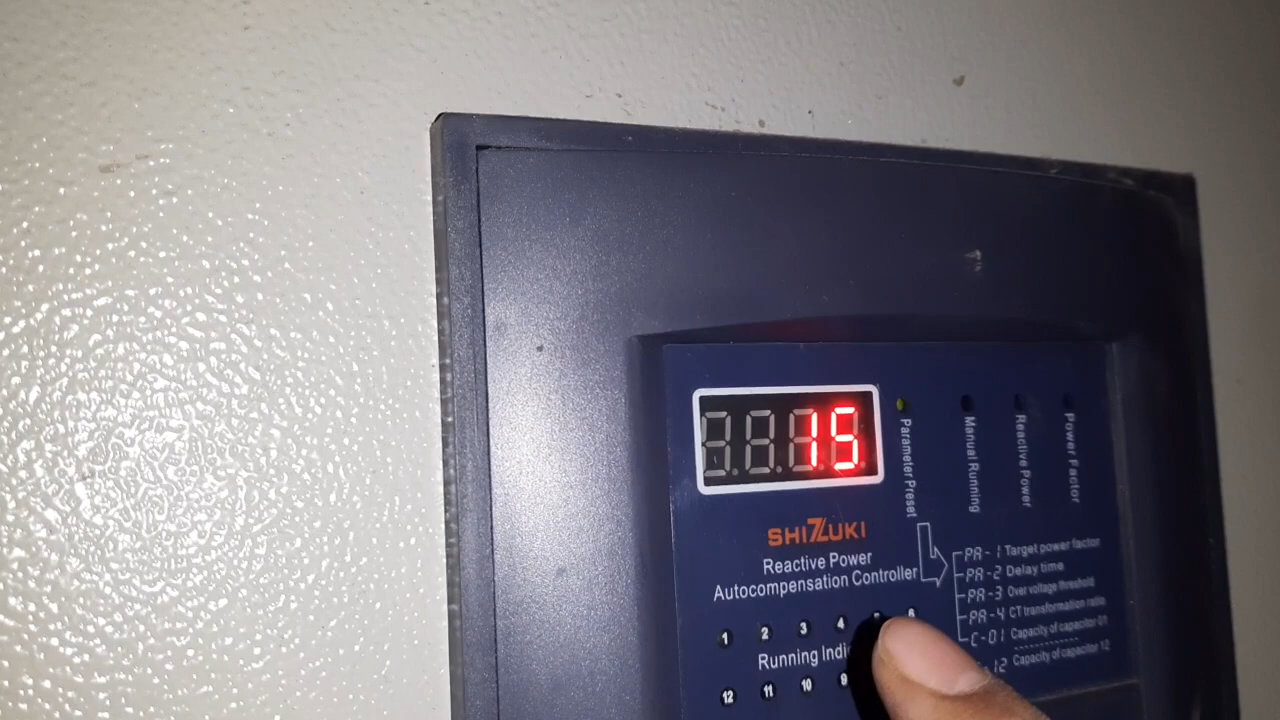 15
Parameter Preset
Manual Running
Reactive Power
Power Factor
SHIZUKI
Reactive Power
Autocompensation Controller
PA-1 Target power factor
PA-2 Delay time
PA-3 Over voltage threshold
PA-4 CT transformation ratio
C-01 Capacity of capacitor 01
12 Capacity of capacitor 12
1 2 3 4 6
Running
12 11 10 9